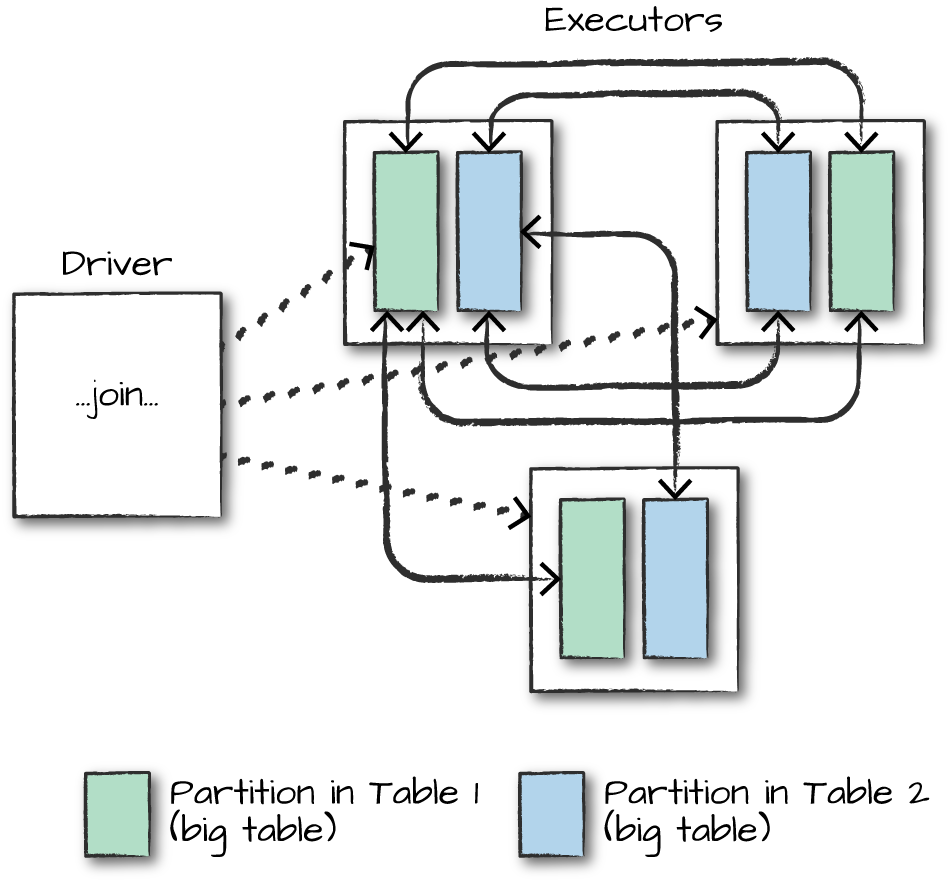 Executors
Driver
...join...
Partition in Table 1
(big table)
Partition in Table 2
(big table)